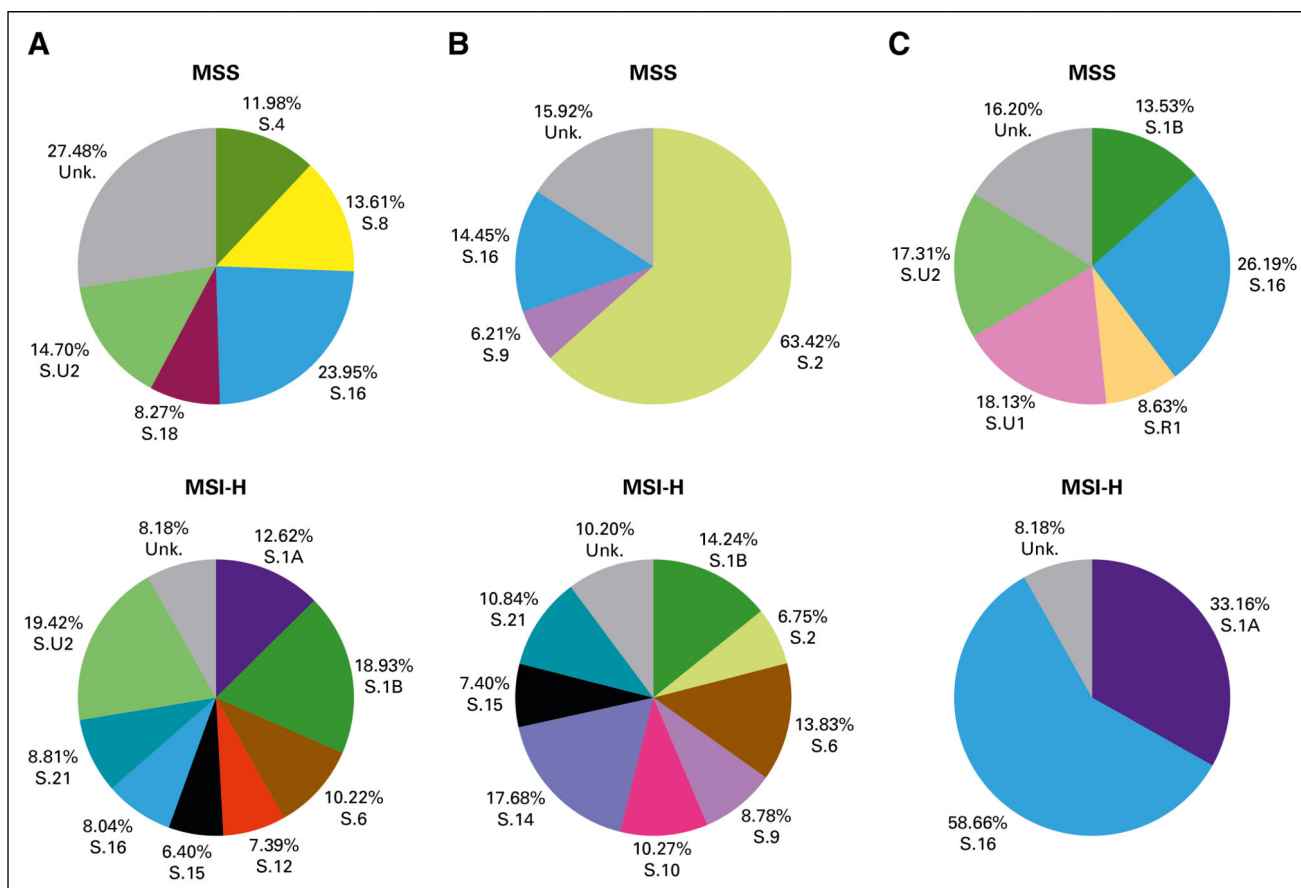 A
MSS
11.98%
S.4
13.61%
S.8
23.95%
S.16
8.27%
S.18
14.70%
S.U2
27.48%
Unk.
MSI-H
12.62%
S.1A
18.93%
S.1B
10.22%
S.6
7.39%
S.12
6.40%
S.15
8.04%
S.16
8.81%
S.21
19.42%
S.U2
8.18%
Unk.
B
MSS
63.42%
S.2
6.21%
S.9
14.45%
S.16
15.92%
Unk.
MSI-H
14.24%
S.1B
6.75%
S.2
13.83%
S.6
8.78%
S.9
10.27%
S.10
17.68%
S.14
7.40%
S.15
10.84%
S.21
10.20%
Unk.
C
MSS
13.53%
S.1B
26.19%
S.16
8.63%
S.R1
18.13%
S.U1
17.31%
S.U2
16.20%
Unk.
MSI-H
33.16%
S.1A
58.66%
S.16
8.18%
Unk.